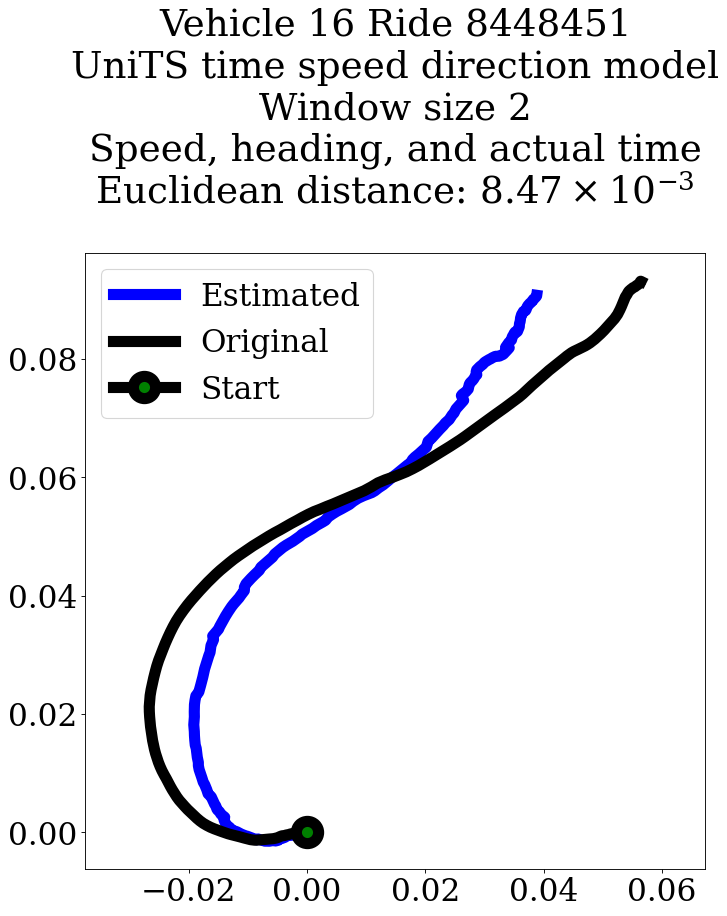 Vehicle 16 Ride 8448451
UniTS time speed direction model
Window size 2
Speed, heading, and actual time
Euclidean distance: 8.47 × 10⁻³
Estimated
Original
Start
0.08
0.06
0.04
0.02
0.00
−0.02 0.00 0.02 0.04 0.06